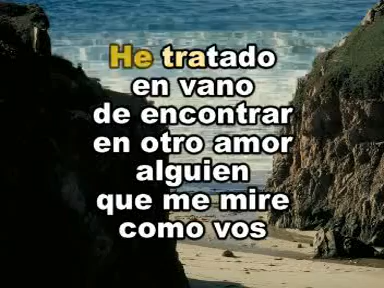 He tratado
en vano
de encontrar
en otro amor
alguien
que me mire
como vos